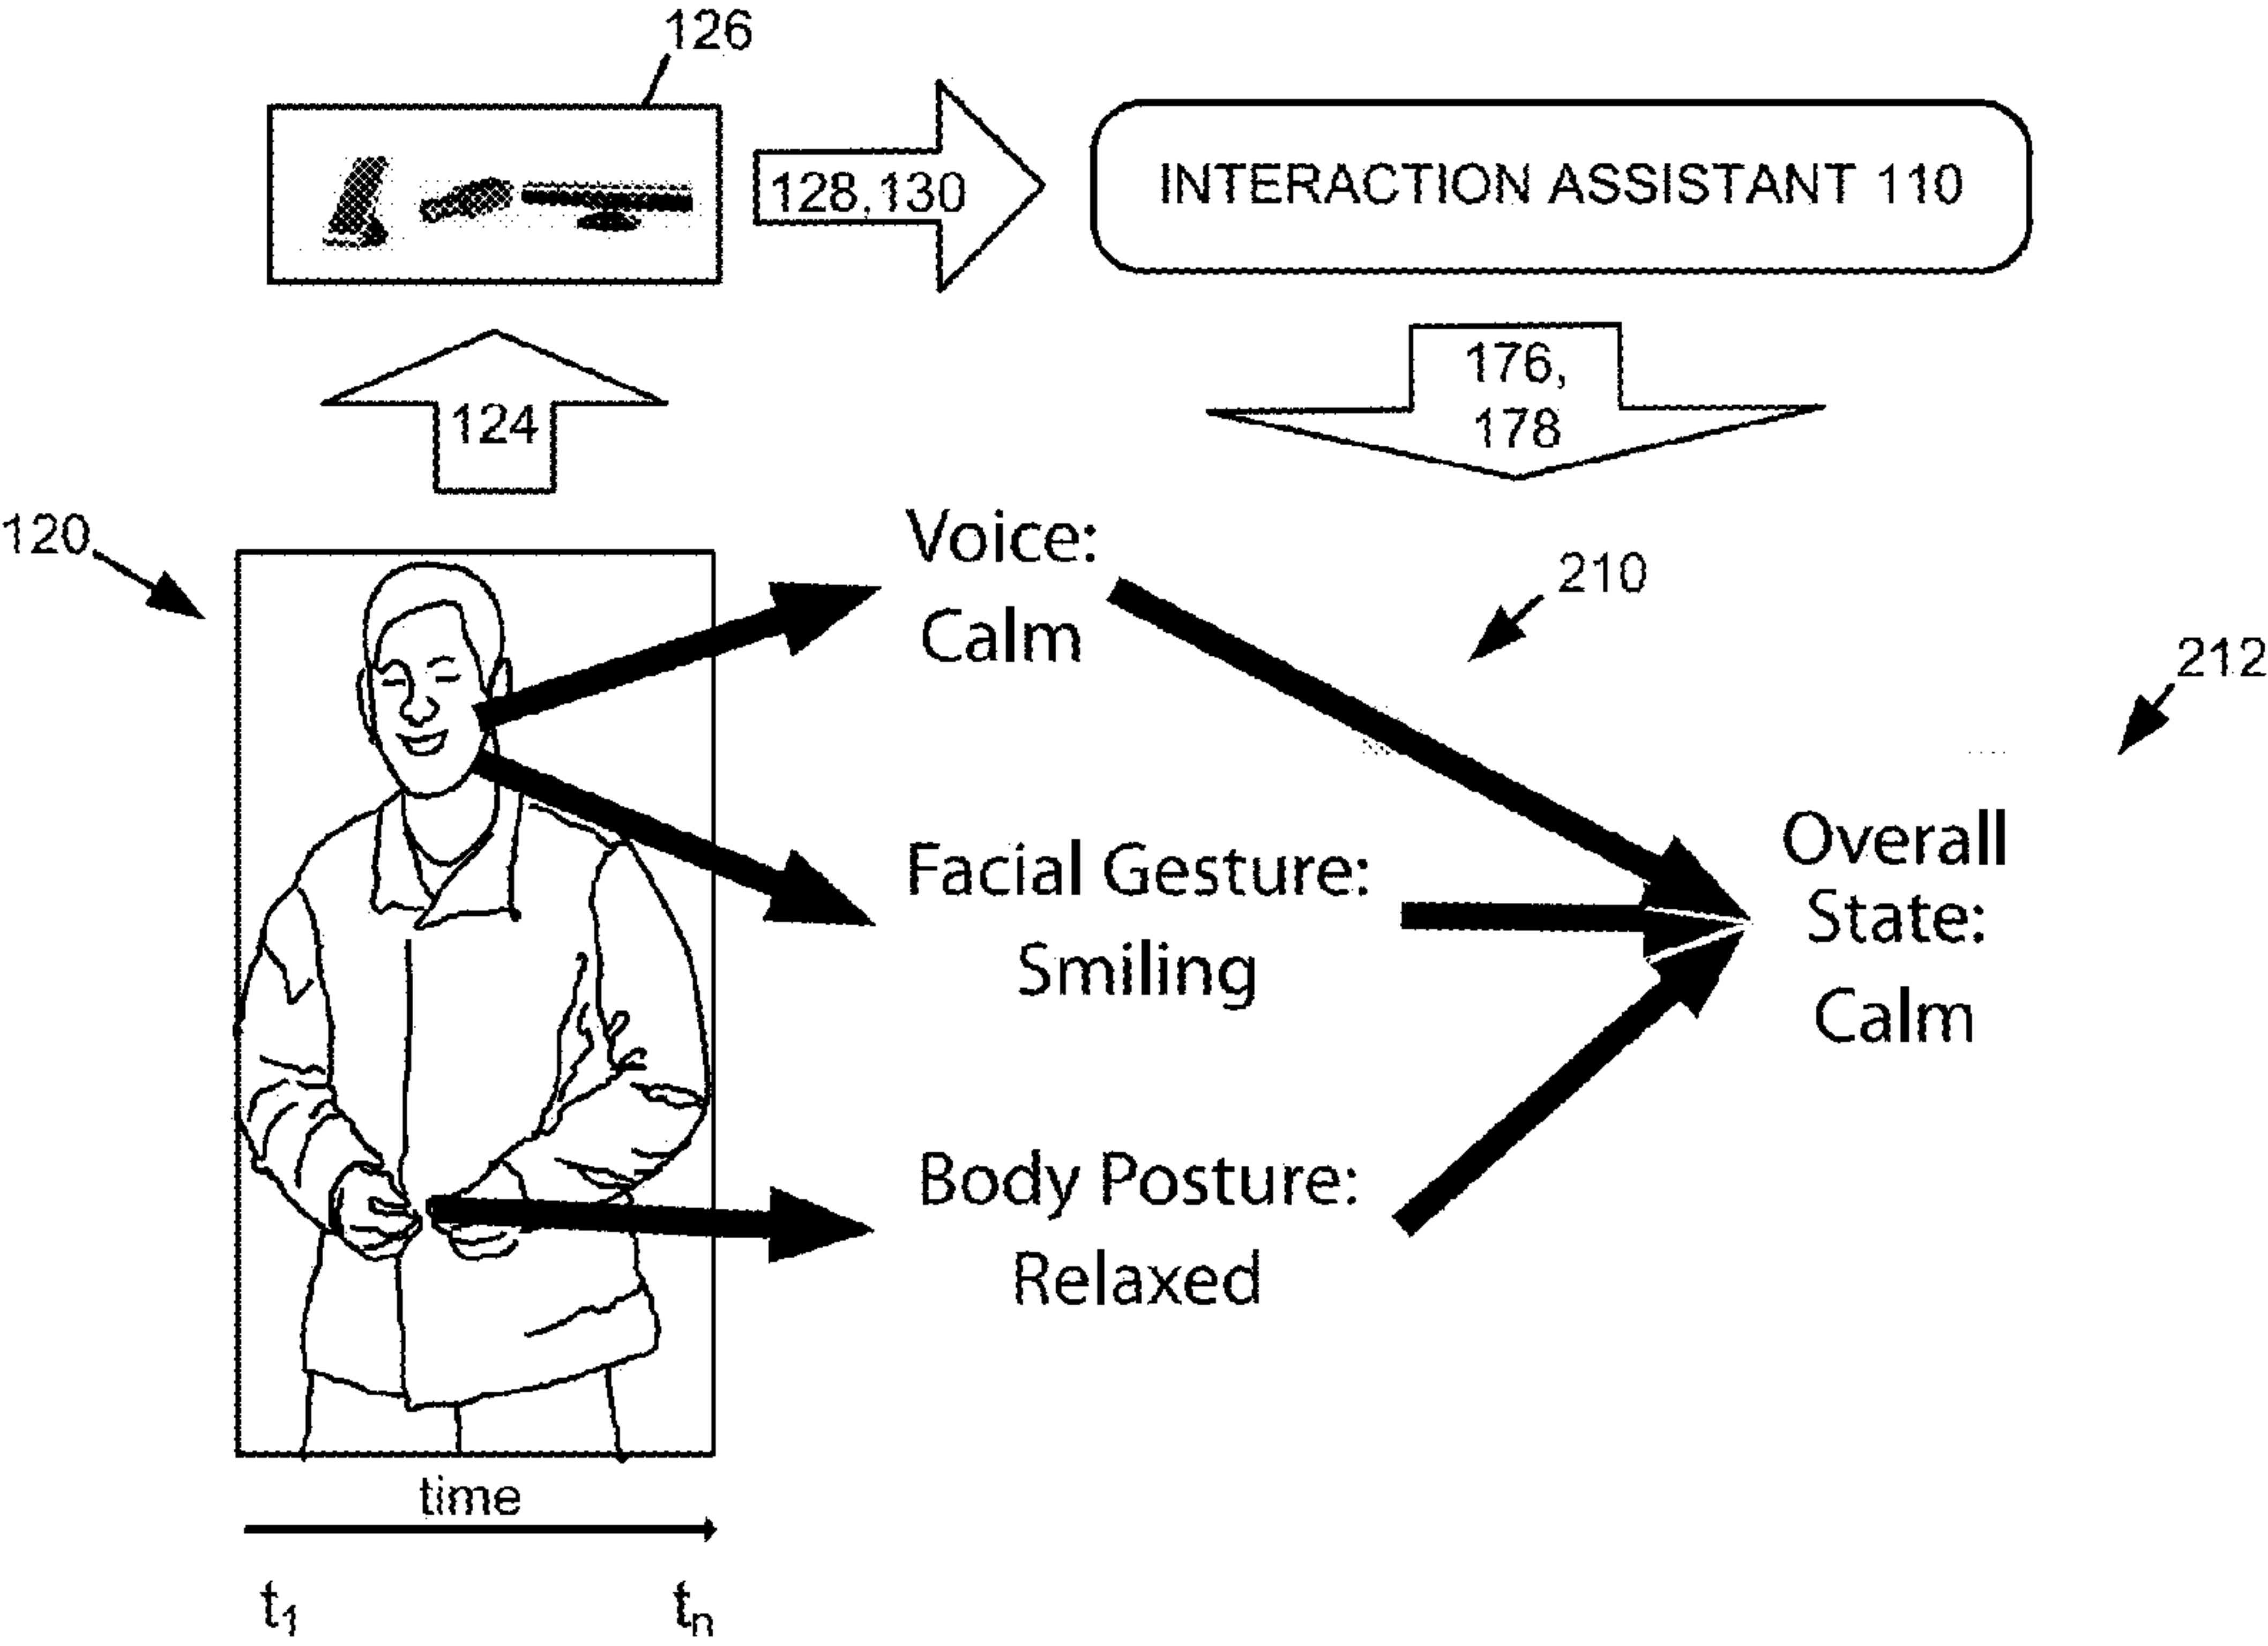 126
128,130
INTERACTION ASSISTANT 110
176,
178
124
120
Voice:
Calm
210
212
Facial Gesture:
Smiling
Overall
State:
Calm
Body Posture:
Relaxed
time
t1
tn